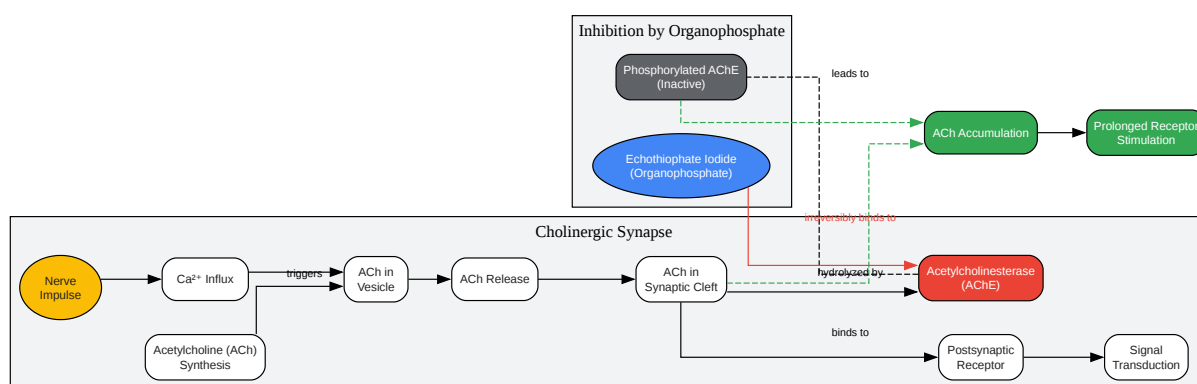 Inhibition by Organophosphate
Phosphorylated AChE
(Inactive)
leads to
ACh Accumulation
Prolonged Receptor
Stimulation
Echothiophate Iodide
(Organophosphate)
irreversibly binds to
Cholinergic Synapse
Nerve
Impulse
Ca²⁺ Influx
triggers
ACh in
Vesicle
ACh Release
ACh in
Synaptic Cleft
hydrolyzed by
Acetylcholinesterase
(AChE)
Acetylcholine (ACh)
Synthesis
binds to
Postsynaptic
Receptor
Signal
Transduction